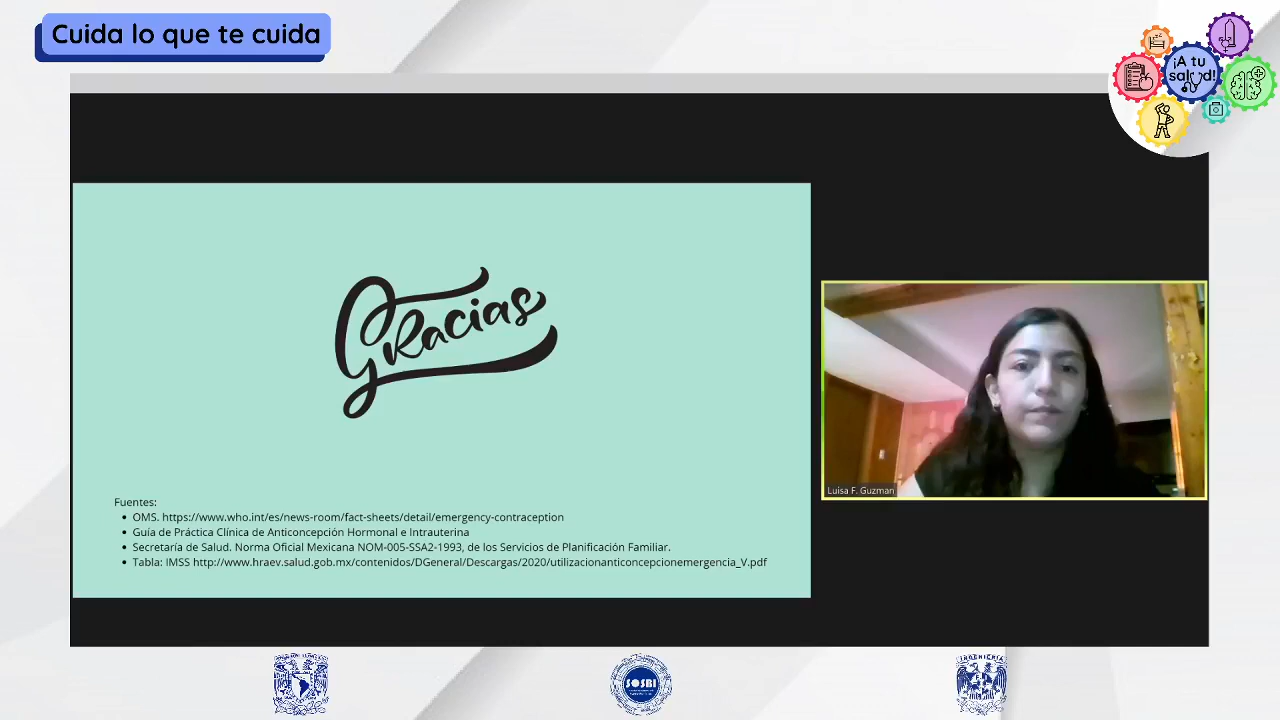 Cuida lo que te cuida
¡A tu
salud!
Gracias
Fuentes:
OMS. https://www.who.int/es/news-room/fact-sheets/detail/emergency-contraception
Guía de Práctica Clínica de Anticoncepción Hormonal e Intrauterina
Secretaría de Salud. Norma Oficial Mexicana NOM-005-SSA2-1993, de los Servicios de Planificación Familiar.
Tabla: IMSS http://www.hraev.salud.gob.mx/contenidos/DGeneral/Descargas/2020/utilizacionanticoncepcionemergencia_V.pdf
Luisa F. Guzman
SOSBI